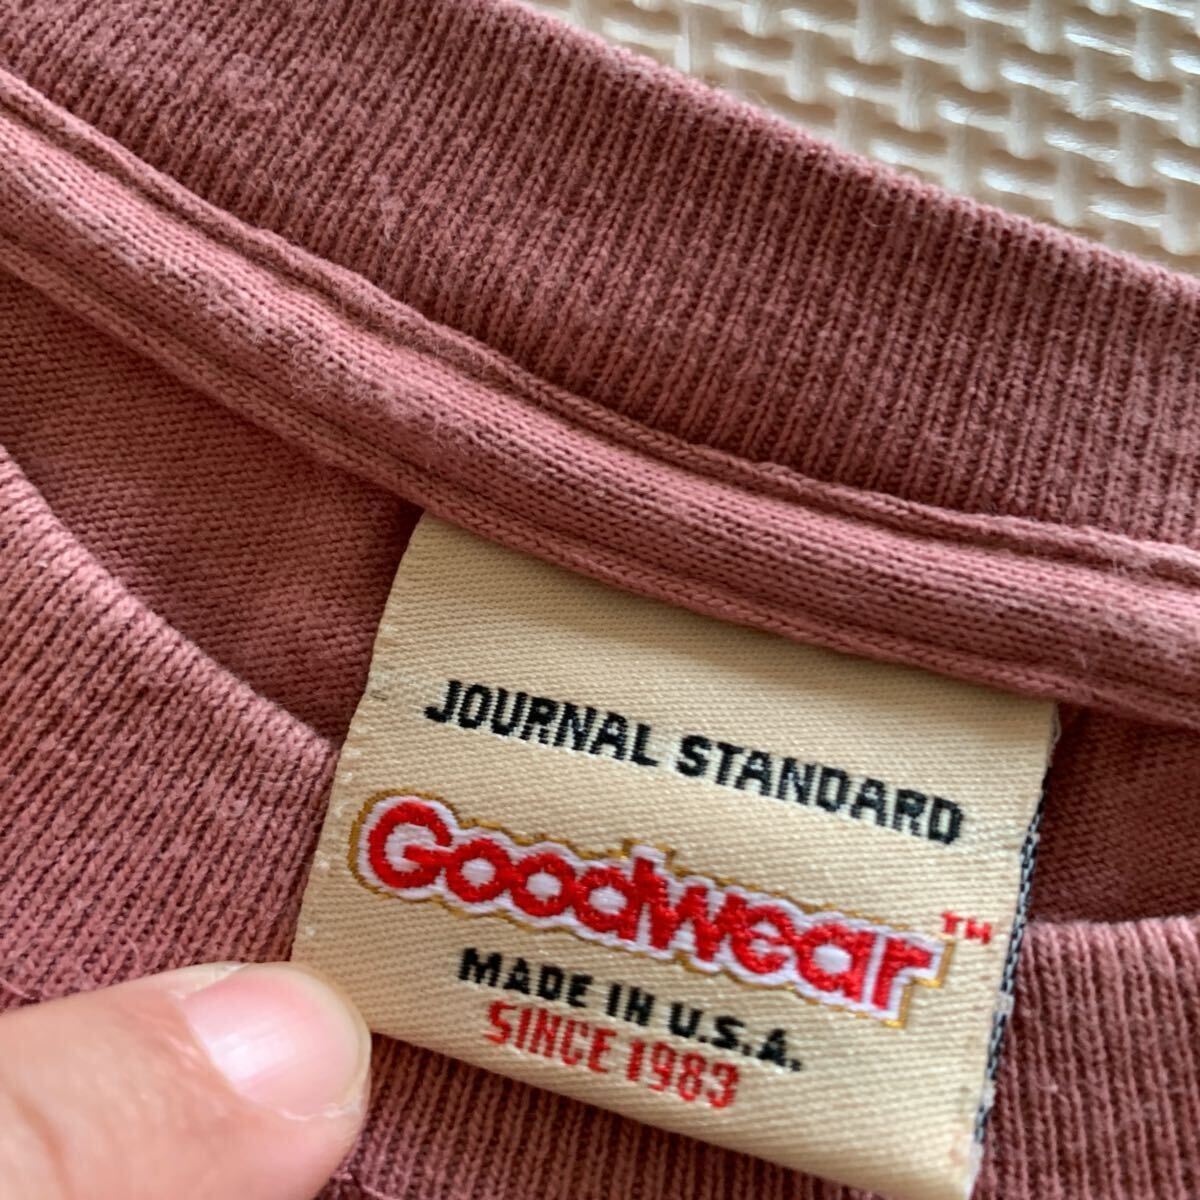 JOURNAL STANDARD
Goodwear™
MADE IN U.S.A.
SINCE 1983